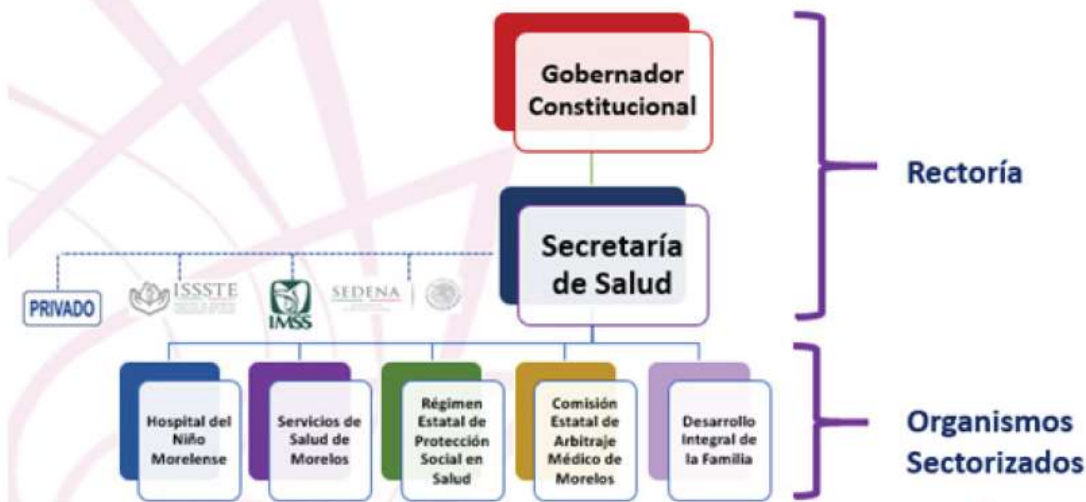 Gobernador
Constitucional
Rectoría
Secretaría
de Salud
PRIVADO
ISSSTE
IMSS
SEDENA
Hospital del
Niño
Morelense
Servicios de
Salud de
Morelos
Régimen
Estatal de
Protección
Social en
Salud
Comisión
Estatal de
Arbitraje
Médico de
Morelos
Desarrollo
Integral de
la Familia
Organismos
Sectorizados